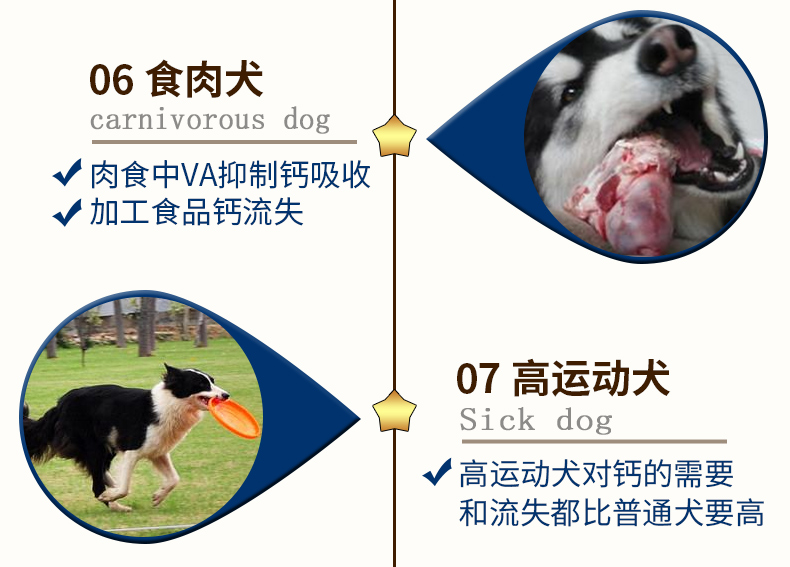 06 食肉犬
carnivorous dog
肉食中VA抑制钙吸收
加工食品钙流失
07 高运动犬
Sick dog
高运动犬对钙的需要
和流失都比普通犬要高